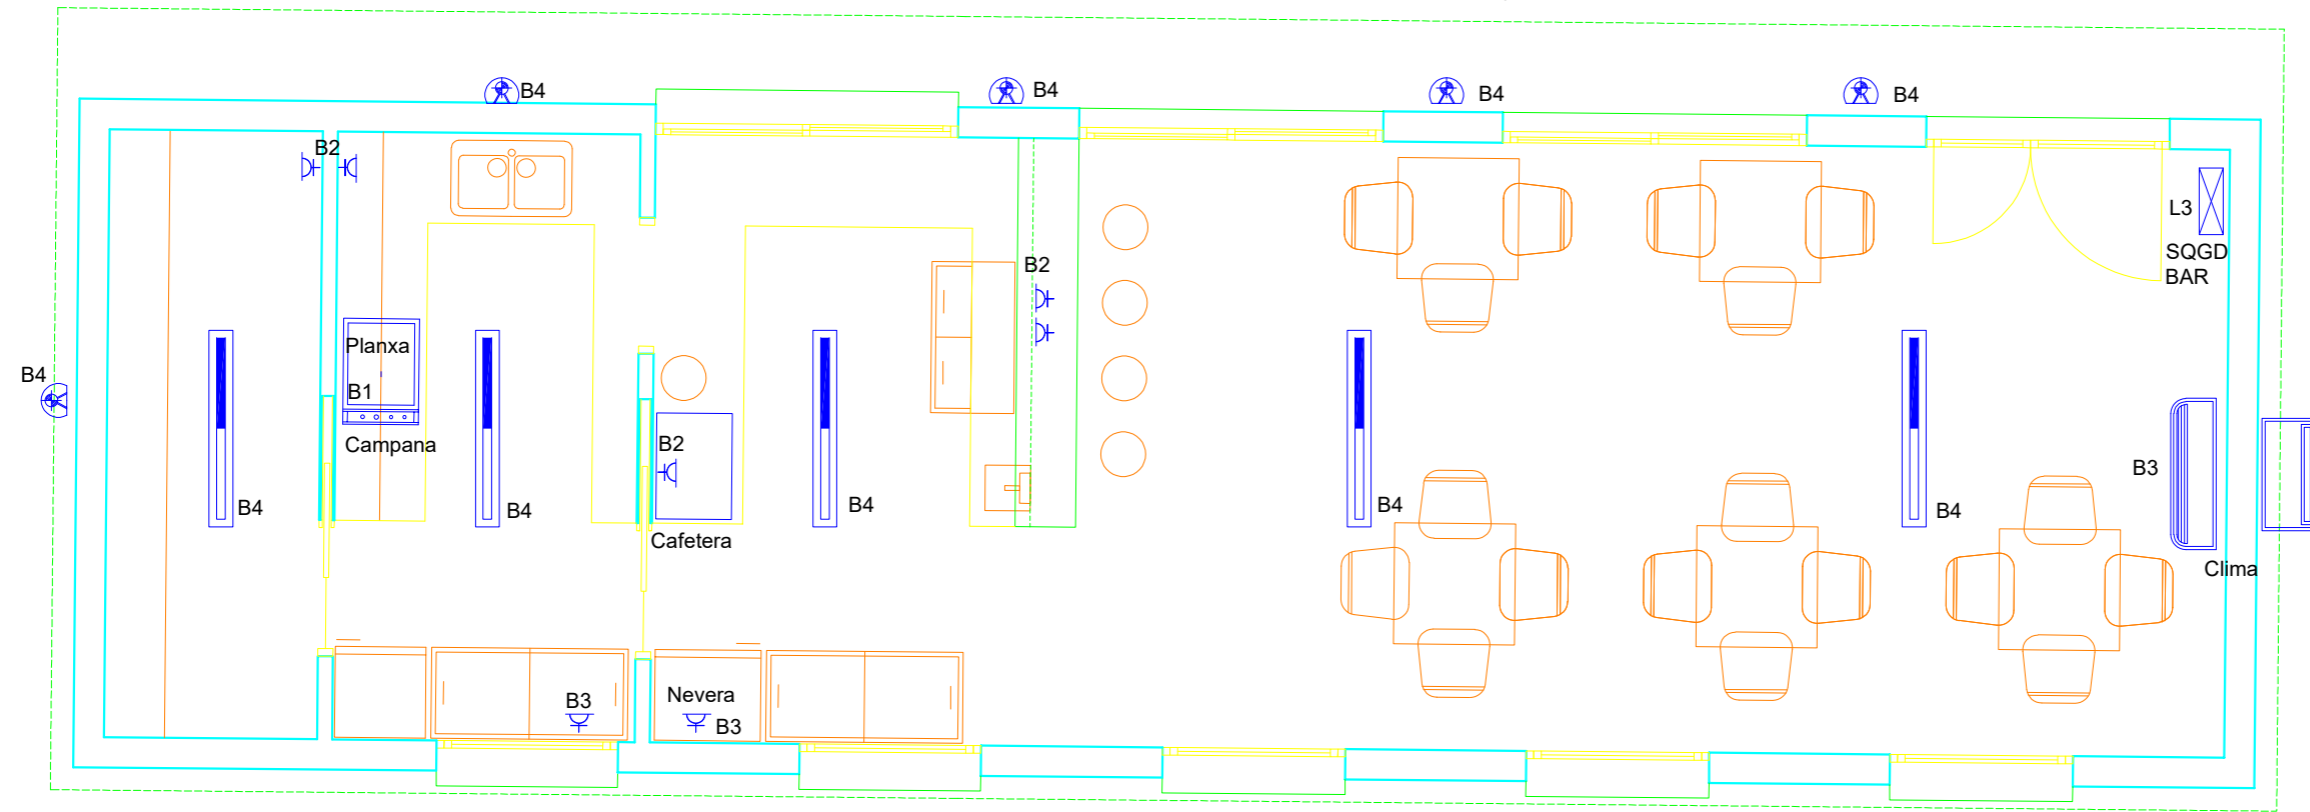 B4
B4
B4
B4
B2
L3
SQGD
BAR
B2
Planxa
B4
B1
Campana
B2
B3
B4
B4
B4
B4
B4
Cafetera
Clima
B3
Nevera
B3